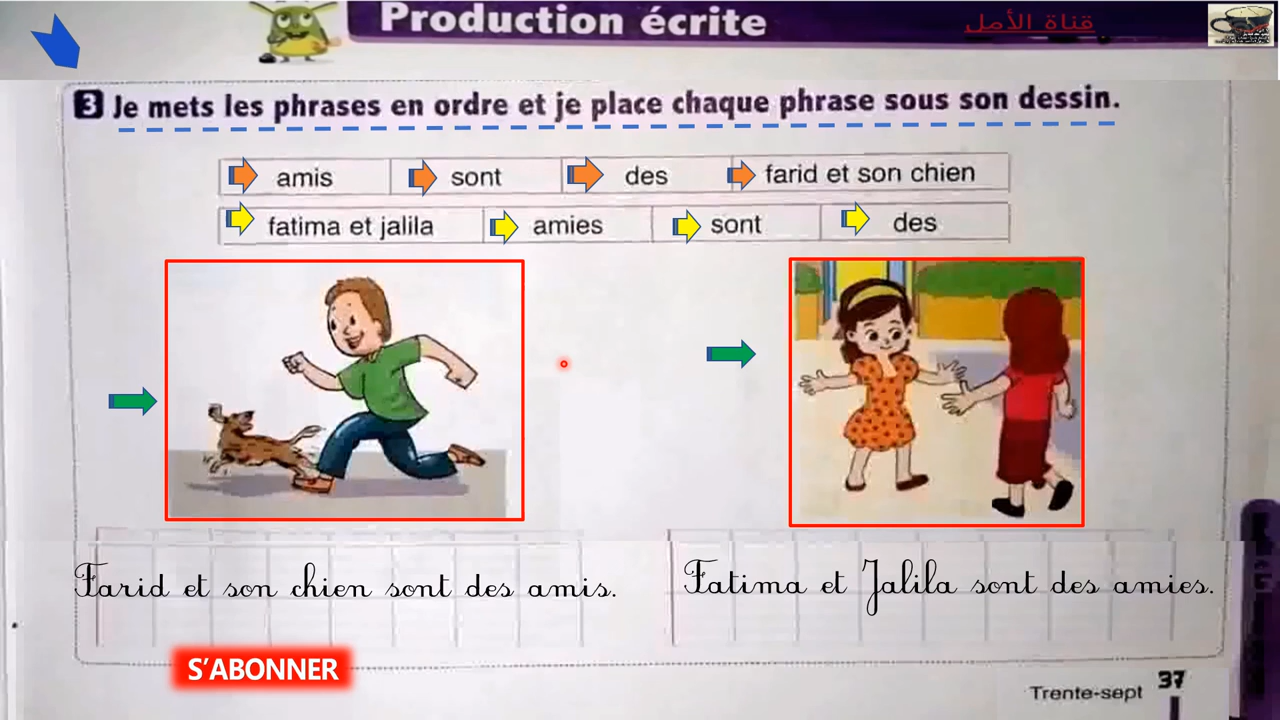 Production écrite
قناة الأمل
3 Je mets les phrases en ordre et je place chaque phrase sous son dessin.
amis sont des farid et son chien
fatima et jalila amies sont des
Farid et son chien sont des amis.
Fatima et Jalila sont des amies.
S'ABONNER
Trente-sept 37